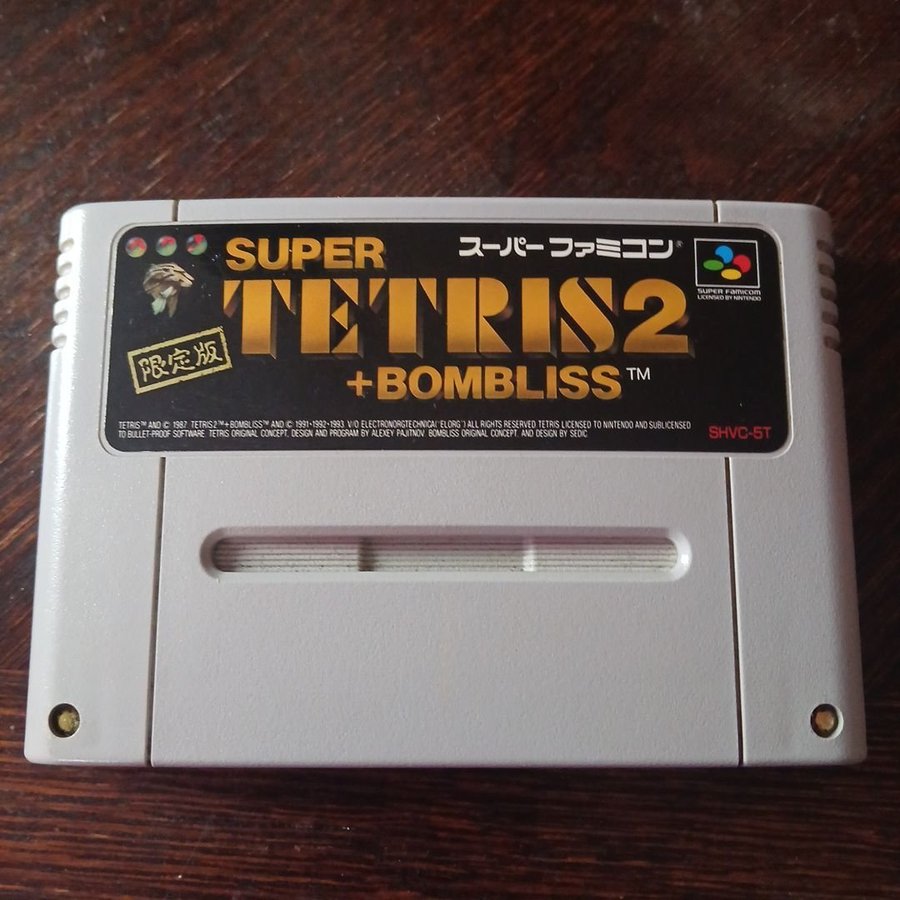 SUPER
スーパーファミコン®
TETRIS2
+BOMBLISS™
限定版
SUPER FAMICOM
LICENSED BY NINTENDO
TETRIS™ AND © 1987 TETRIS2™+BOMBLISS™ AND © 1991•1992•1993 V/O ELECTRONORGTECHNICA('ELORG') ALL RIGHTS RESERVED TETRIS LICENSED TO NINTENDO AND SUBLICENSED
TO BULLET-PROOF SOFTWARE. TETRIS ORIGINAL CONCEPT, DESIGN AND PROGRAM BY ALEXEY PAJITNOV BOMBLISS ORIGINAL CONCEPT, AND DESIGN BY SEDIC
SHVC-5T